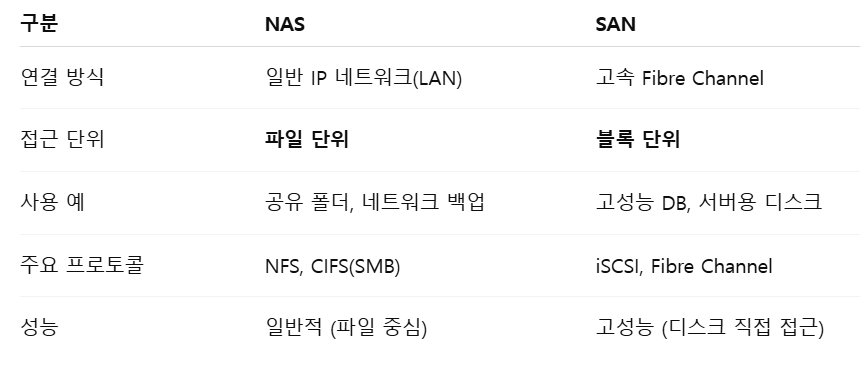 구분 NAS SAN
연결 방식 일반 IP 네트워크(LAN) 고속 Fibre Channel
접근 단위 파일 단위 블록 단위
사용 예 공유 폴더, 네트워크 백업 고성능 DB, 서버용 디스크
주요 프로토콜 NFS, CIFS(SMB) iSCSI, Fibre Channel
성능 일반적 (파일 중심) 고성능 (디스크 직접 접근)